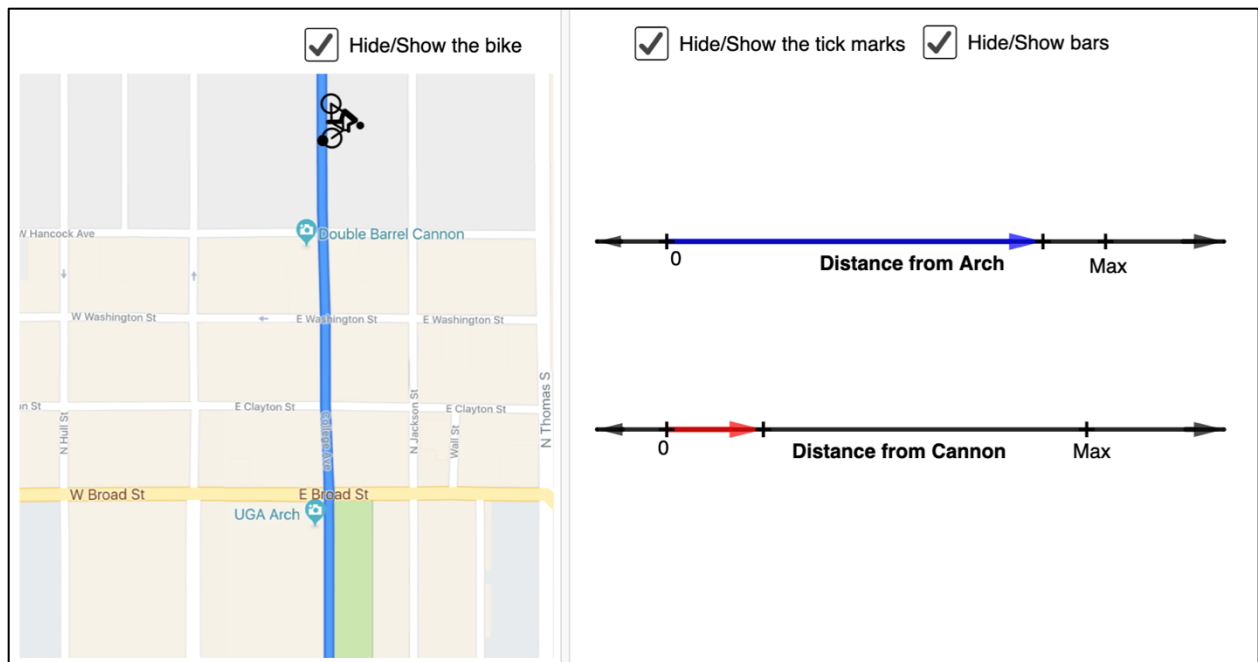 Hide/Show the bike
Hide/Show the tick marks
Hide/Show bars
W Hancock Ave
Double Barrel Cannon
W Washington St
E Washington St
E Washington St
on St
E Clayton St
E Clayton St
N Hull St
College Ave
N Jackson St
Wall St
N Thomas S
W Broad St
E Broad St
UGA Arch
0
Distance from Arch
Max
0
Distance from Cannon
Max